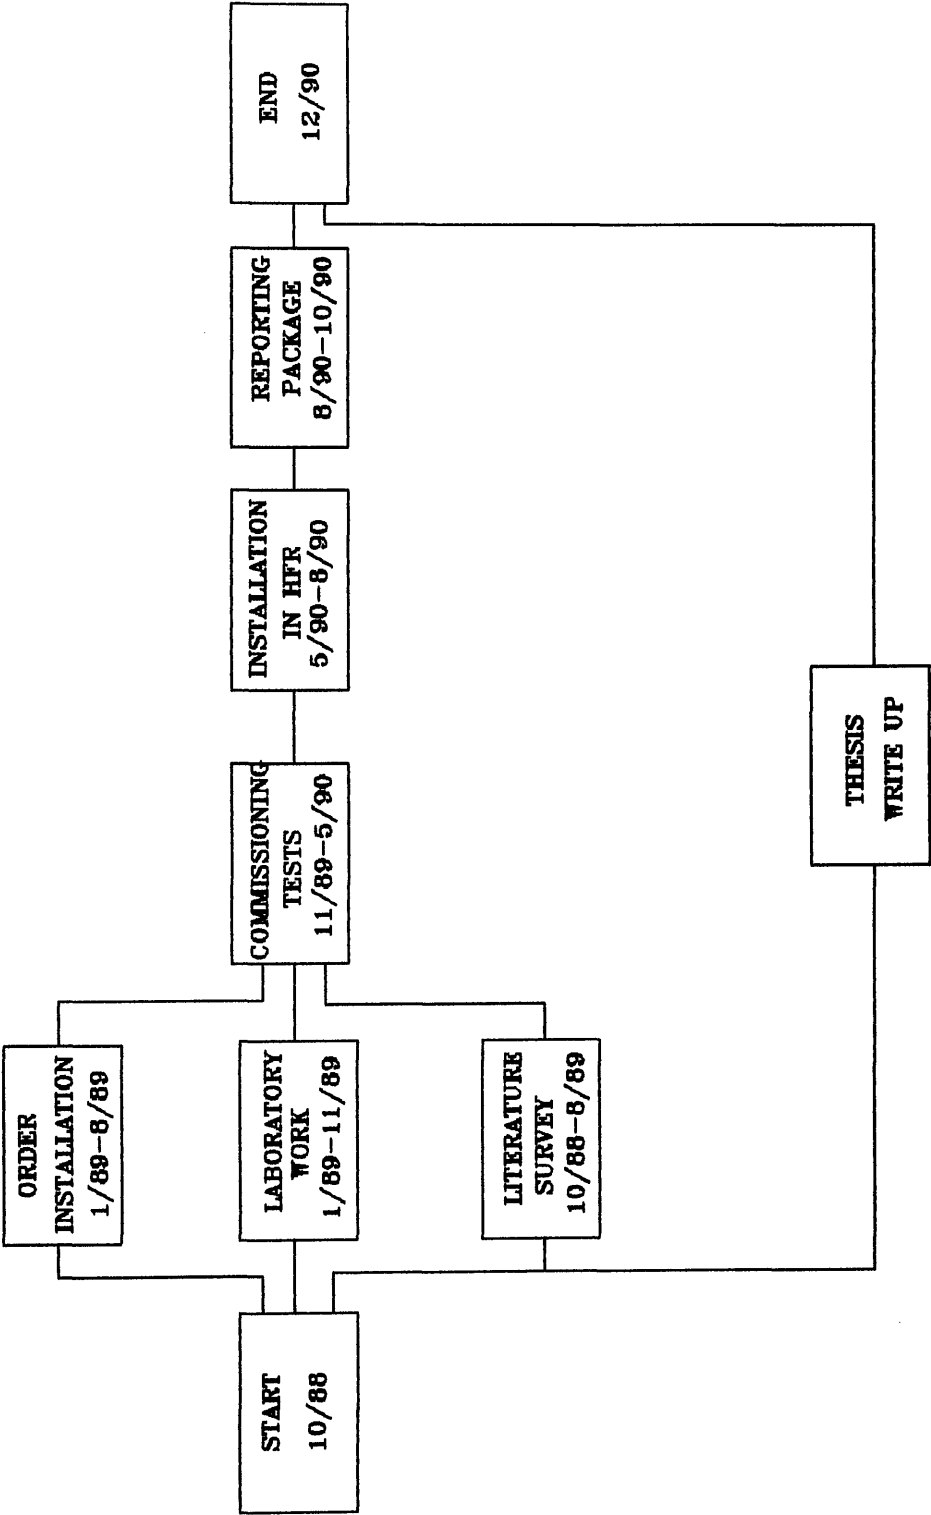 START
10/88
ORDER
INSTALLATION
1/89-8/89
LABORATORY
WORK
1/89-11/89
LITERATURE
SURVEY
10/88-8/89
COMMISSIONING
TESTS
11/89-5/90
INSTALLATION
IN HFR
5/90-8/90
REPORTING
PACKAGE
8/90-10/90
END
12/90
THESIS
WRITE UP